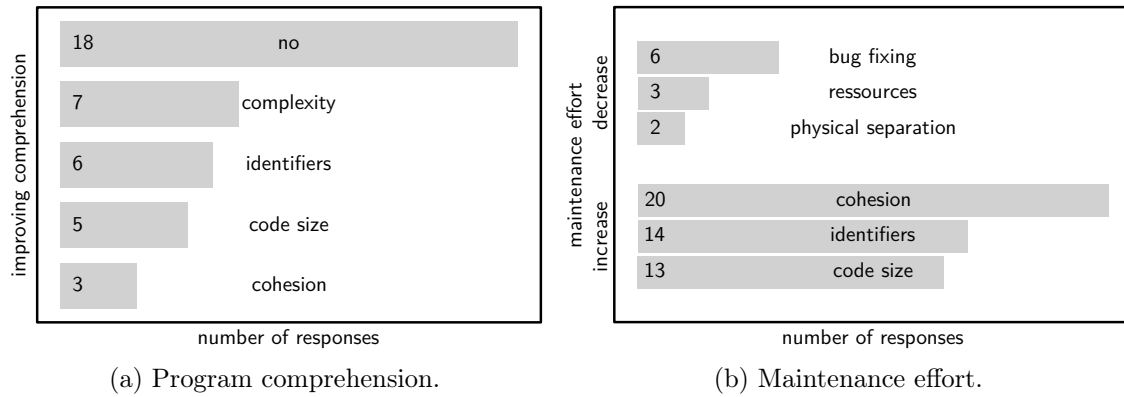 improving comprehension
18 no
7 complexity
6 identifiers
5 code size
3 cohesion
number of responses
(a) Program comprehension.
maintenance effort
decrease
6 bug fixing
3 ressources
2 physical separation
increase
20 cohesion
14 identifiers
13 code size
number of responses
(b) Maintenance effort.